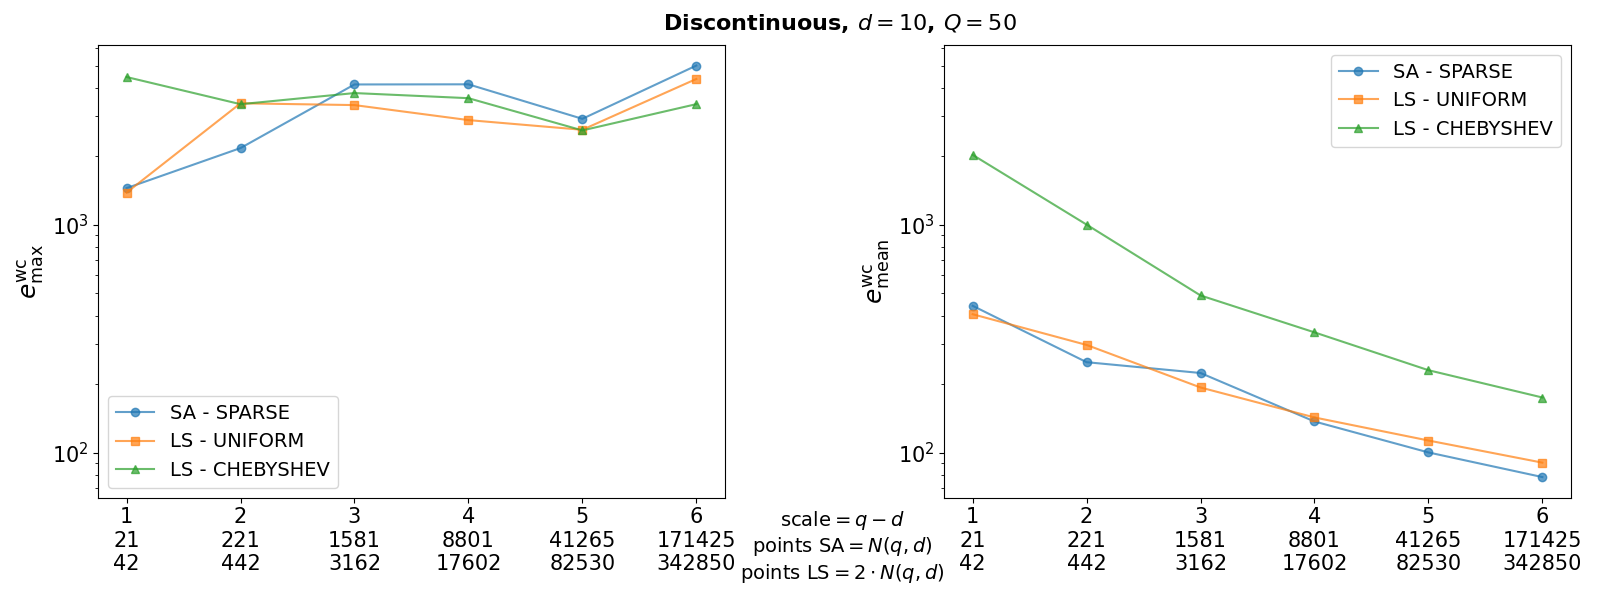 Discontinuous, d = 10, Q = 50
e^wc_max
10^3
10^2
SA - SPARSE
LS - UNIFORM
LS - CHEBYSHEV
1 2 3 4 5 6
21 221 1581 8801 41265 171425
42 442 3162 17602 82530 342850
scale = q − d
points SA = N(q, d)
points LS = 2 · N(q, d)
e^wc_mean
10^3
10^2
SA - SPARSE
LS - UNIFORM
LS - CHEBYSHEV
1 2 3 4 5 6
21 221 1581 8801 41265 171425
42 442 3162 17602 82530 342850